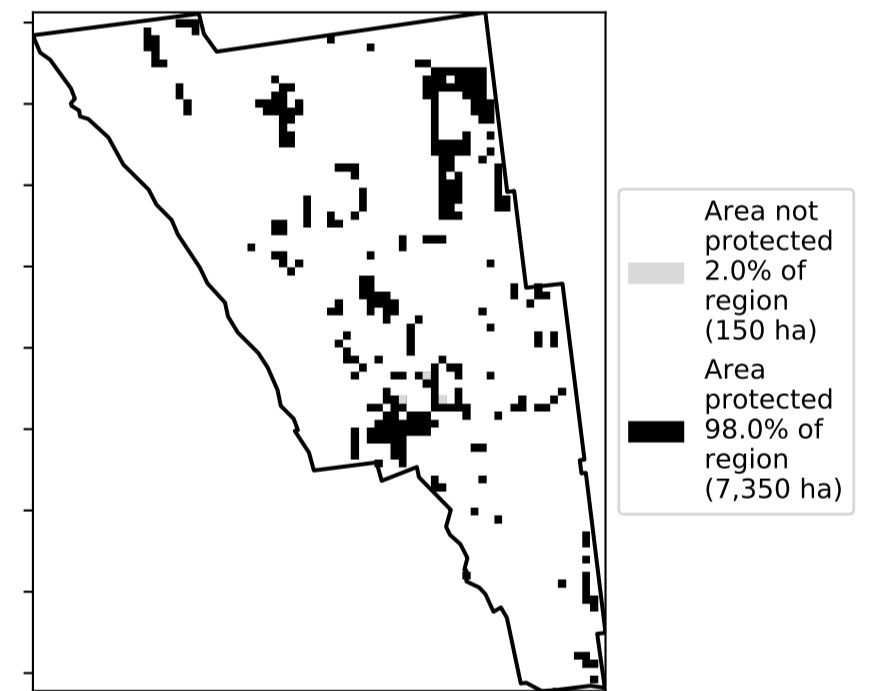 Area not
protected
2.0% of
region
(150 ha)
Area
protected
98.0% of
region
(7,350 ha)